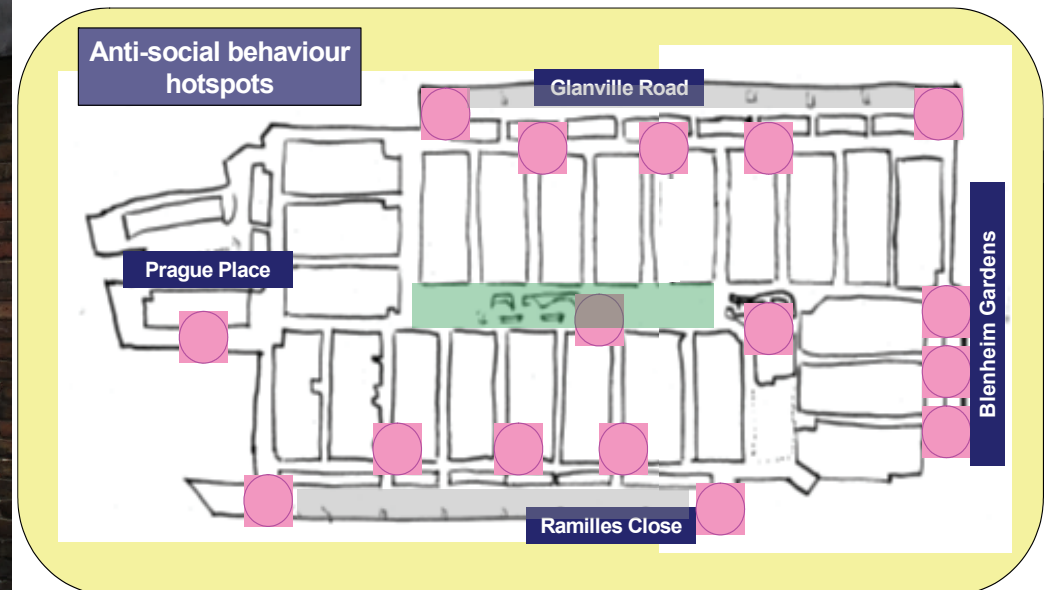 Anti-social behaviour
hotspots
Glanville Road
Prague Place
Blenheim Gardens
Ramilles Close